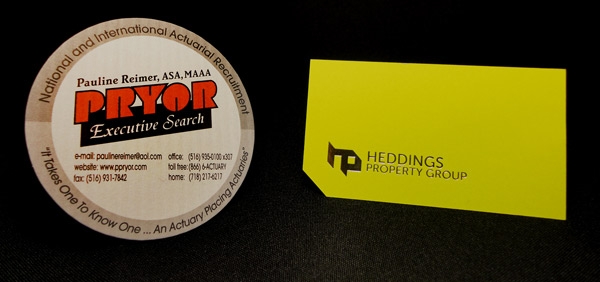 National and International Actuarial Recruitment
Pauline Reimer, ASA, MAAA
PRYOR
Executive Search
e-mail: paulinereimer@aol.com
website: www.ppryor.com
fax: (516) 931-7842
office: (516) 935-0100 x307
toll free: (866) 6-ACTUARY
home: (718) 217-6217
"It Takes One To Know One ... An Actuary Placing Actuaries"
HEDDINGS
PROPERTY GROUP